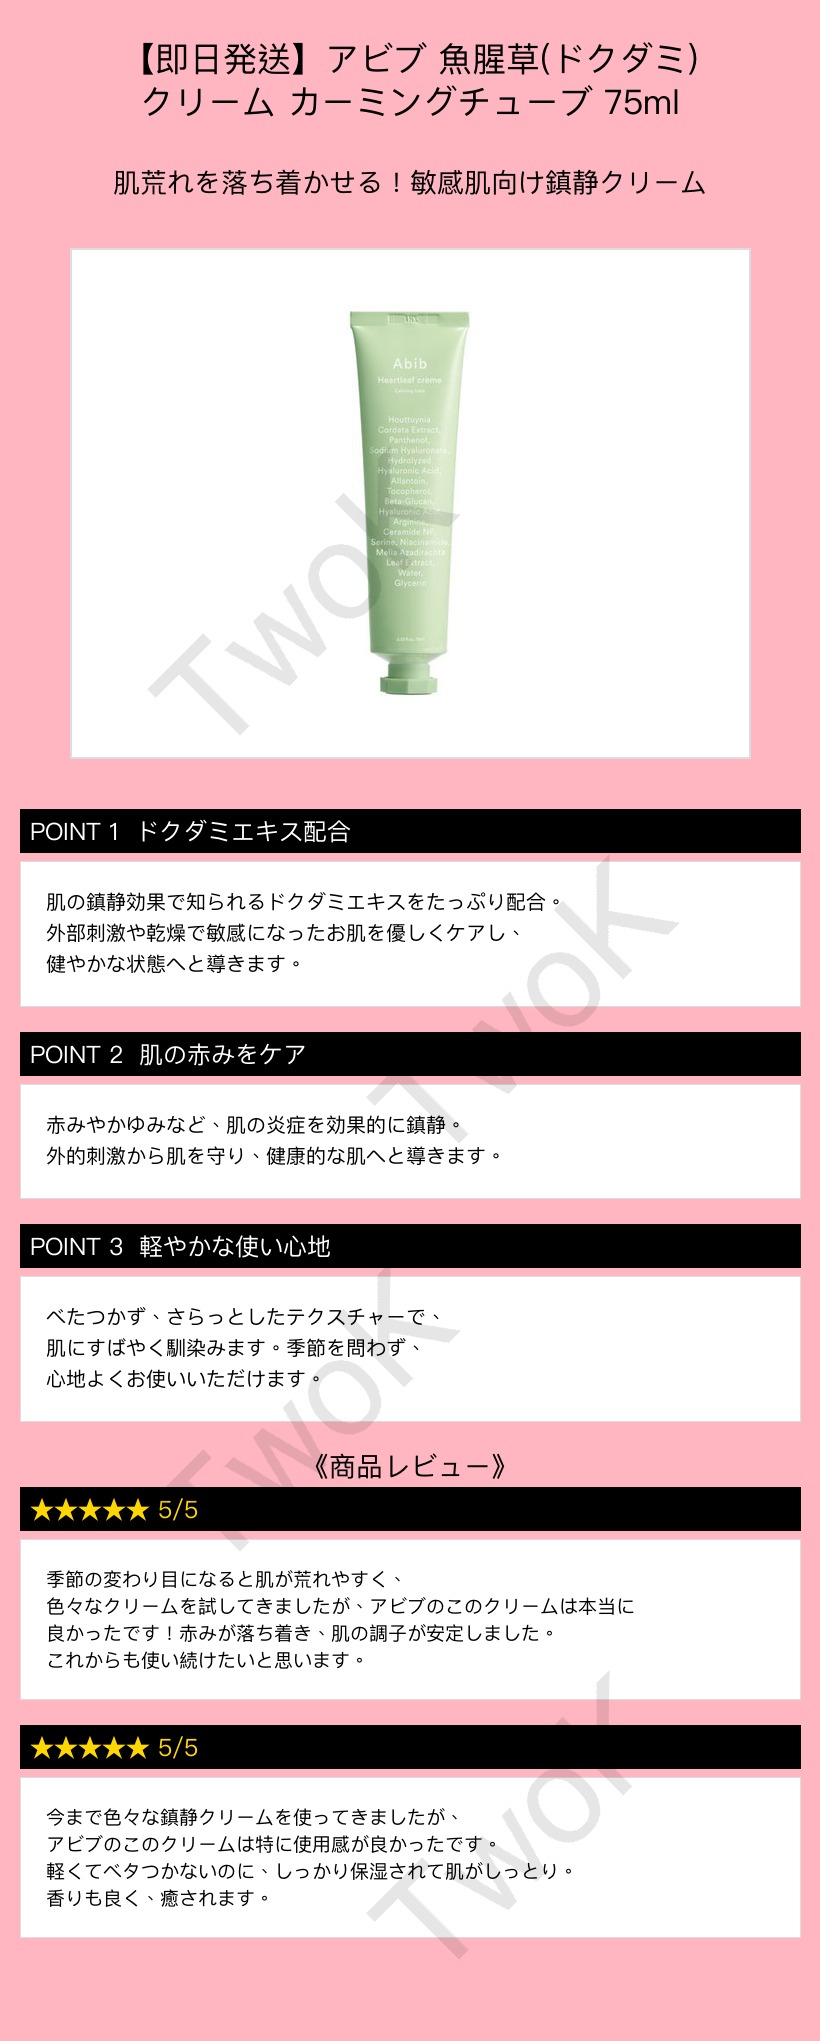 【即日発送】アビブ 魚腥草(ドクダミ)
クリーム カーミングチューブ 75ml
肌荒れを落ち着かせる！敏感肌向け鎮静クリーム
Abib
Heartleaf creme
Calming tube
Houttuynia
Cordata Extract,
Panthenol,
Sodium Hyaluronate,
Hydrolyzed
Hyaluronic Acid,
Allantoin,
Tocopherol,
Beta-Glucan,
Hyaluronic Acid,
Arginine,
Ceramide NP,
Serine, Niacinamide,
Melia Azadirachta
Leaf Extract,
Water,
Glycerin
TwoK
POINT 1 ドクダミエキス配合
肌の鎮静効果で知られるドクダミエキスをたっぷり配合。
外部刺激や乾燥で敏感になったお肌を優しくケアし、
健やかな状態へと導きます。
TwoK
POINT 2 肌の赤みをケア
赤みやかゆみなど、肌の炎症を効果的に鎮静。
外的刺激から肌を守り、健康的な肌へと導きます。
POINT 3 軽やかな使い心地
べたつかず、さらっとしたテクスチャーで、
肌にすばやく馴染みます。季節を問わず、
心地よくお使いいただけます。
TwoK
《商品レビュー》
★★★★★ 5/5
季節の変わり目になると肌が荒れやすく、
色々なクリームを試してきましたが、アビブのこのクリームは本当に
良かったです！赤みが落ち着き、肌の調子が安定しました。
これからも使い続けたいと思います。
★★★★★ 5/5
今まで色々な鎮静クリームを使ってきましたが、
アビブのこのクリームは特に使用感が良かったです。
軽くてベタつかないのに、しっかり保湿されて肌がしっとり。
香りも良く、癒されます。
TwoK